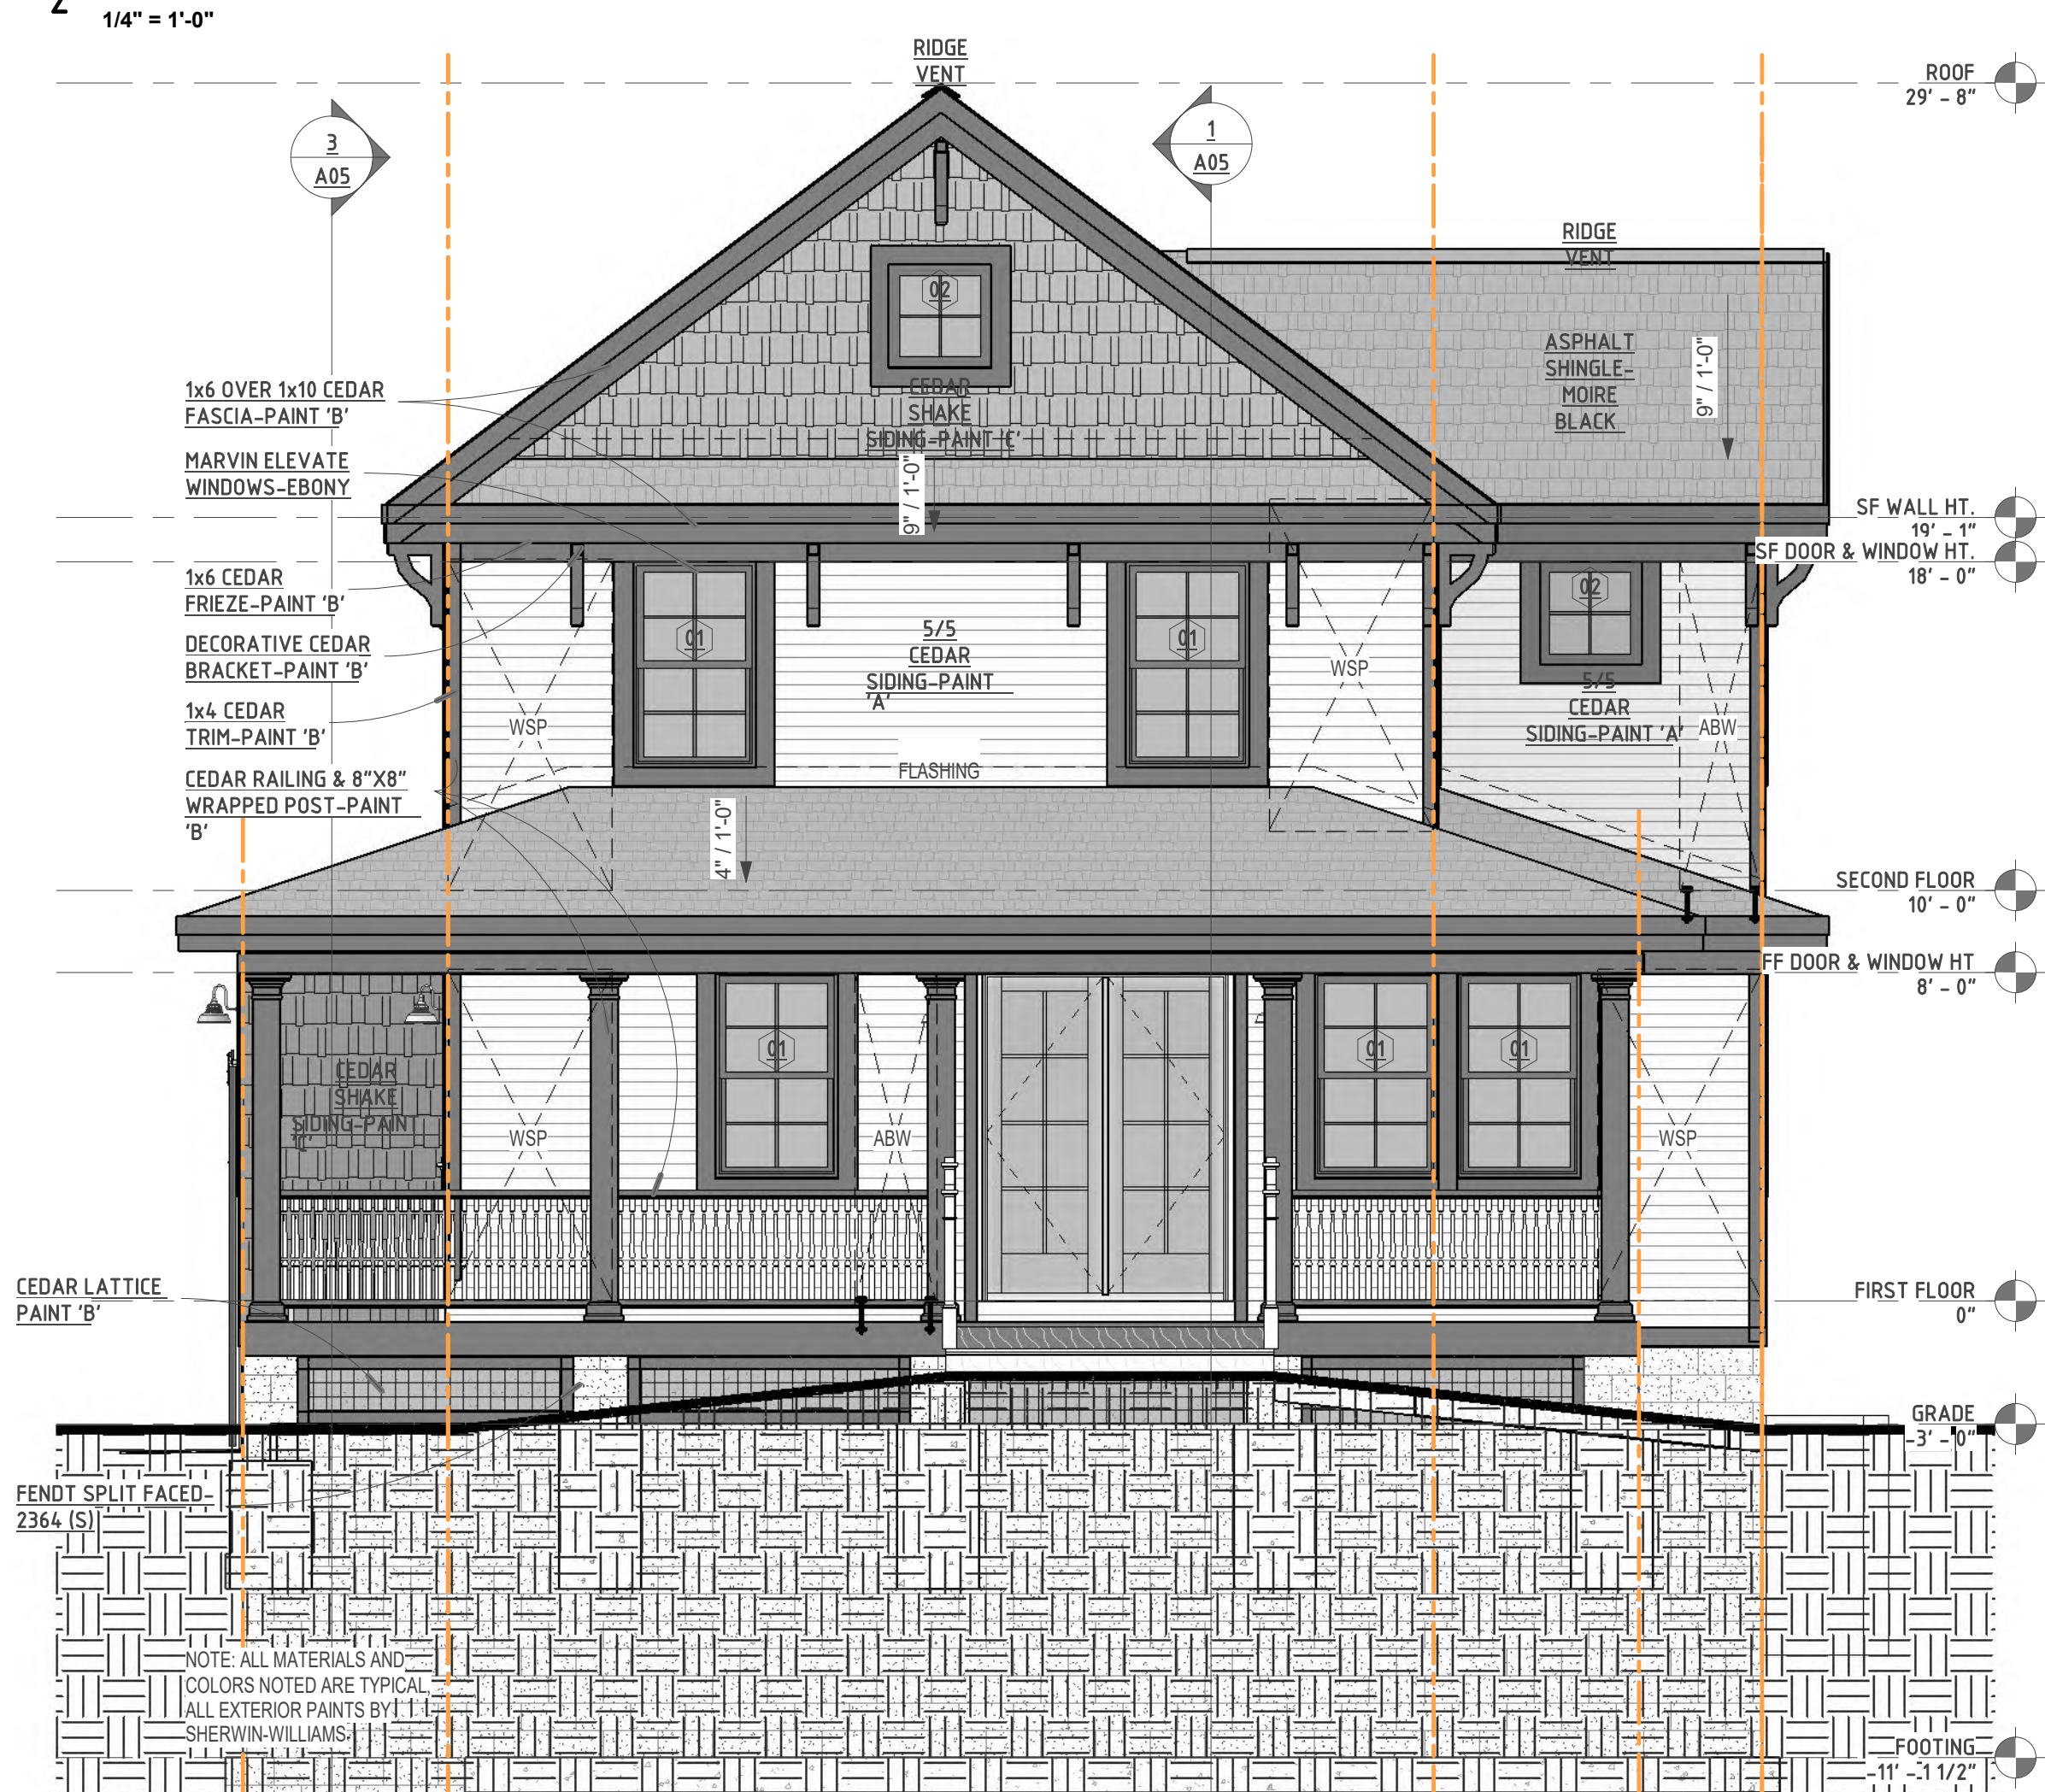 1/4" = 1'-0"
RIDGE
VENT
ROOF
29' - 8"
3
A05
1
A05
RIDGE
VENT
02
ASPHALT
SHINGLE-
MOIRE
BLACK
9" / 1'-0"
1x6 OVER 1x10 CEDAR
FASCIA-PAINT 'B'
CEDAR
SHAKE
SIDING-PAINT 'C'
9" / 1'-0"
MARVIN ELEVATE
WINDOWS-EBONY
SF WALL HT.
19' - 1"
SF DOOR & WINDOW HT.
18' - 0"
1x6 CEDAR
FRIEZE-PAINT 'B'
DECORATIVE CEDAR
BRACKET-PAINT 'B'
1x4 CEDAR
TRIM-PAINT 'B'
CEDAR RAILING & 8"X8"
WRAPPED POST-PAINT
'B'
01
5/5
CEDAR
SIDING-PAINT
'A'
01
02
5/5
CEDAR
SIDING-PAINT 'A'
WSP
WSP
ABW
FLASHING
4" / 1'-0"
SECOND FLOOR
10' - 0"
FF DOOR & WINDOW HT
8' - 0"
CEDAR
SHAKE
SIDING-PAINT
'C'
01
01
01
WSP
ABW
WSP
CEDAR LATTICE
PAINT 'B'
FIRST FLOOR
0"
GRADE
-3' - 0"
FENDT SPLIT FACED-
2364 (S)
NOTE: ALL MATERIALS AND
COLORS NOTED ARE TYPICAL,
ALL EXTERIOR PAINTS BY
SHERWIN-WILLIAMS.
FOOTING
-11' - 1 1/2"